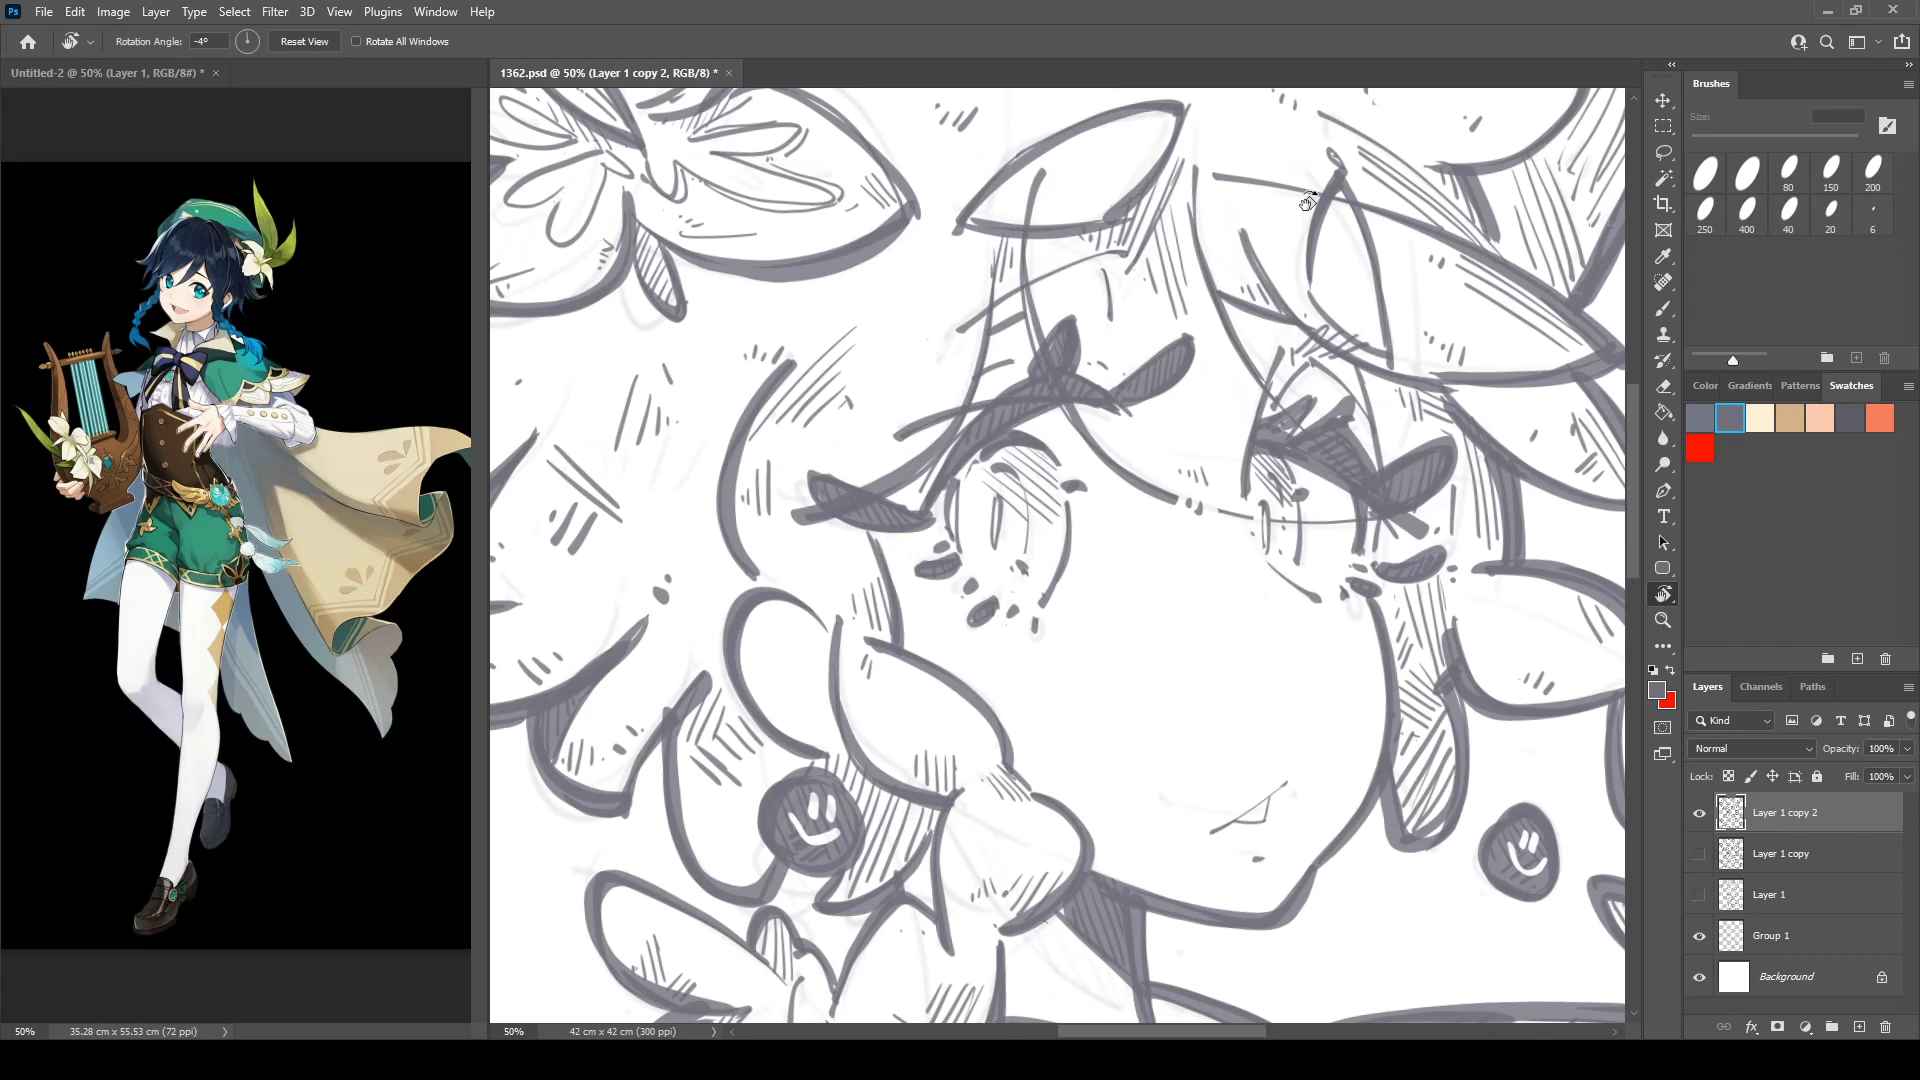 Ps File Edit Image Layer Type Select Filter 3D View Plugins Window Help
Rotation Angle: -4° Reset View Rotate All Windows
Untitled-2 @ 50% (Layer 1, RGB/8#) * ×
1362.psd @ 50% (Layer 1 copy 2, RGB/8) * ×
Brushes
Size:
80 150 200
250 400 40 20 6
Color Gradients Patterns Swatches
Layers Channels Paths
Kind
Normal Opacity: 100%
Lock: Fill: 100%
Layer 1 copy 2
Layer 1 copy
Layer 1
Group 1
Background
50% 35.28 cm x 55.53 cm (72 ppi)
50% 42 cm x 42 cm (300 ppi)